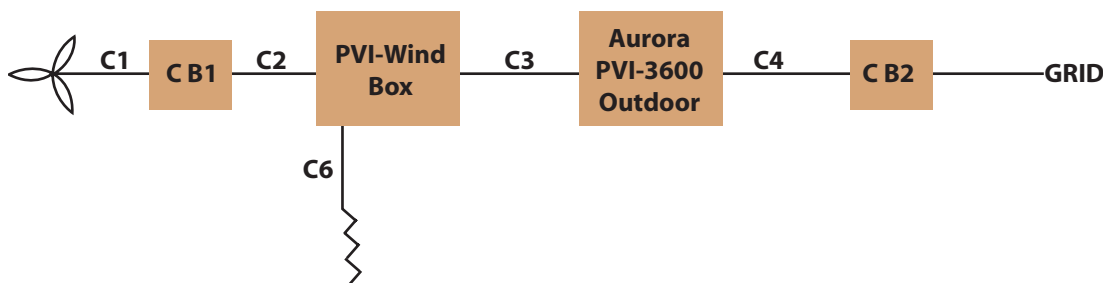 C1
C B1
C2
PVI-Wind
Box
C3
Aurora
PVI-3600
Outdoor
C4
C B2
GRID
C6